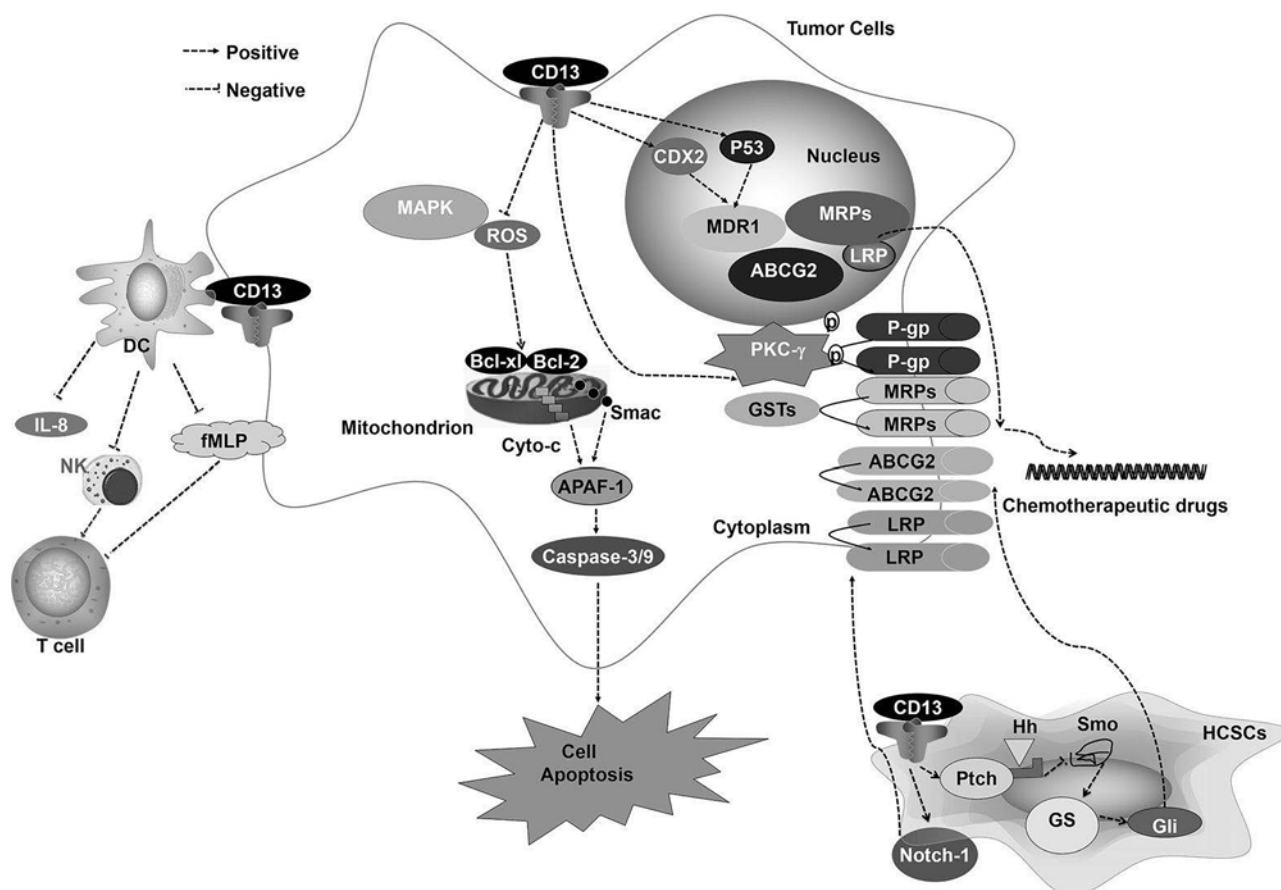 Tumor Cells
Positive
Negative
CD13
CDX2
P53
Nucleus
MAPK
ROS
MDR1
MRPs
LRP
ABCG2
CD13
DC
PKC-γ
p
p
P-gp
P-gp
Bcl-xl
Bcl-2
MRPs
GSTs
MRPs
IL-8
fMLP
Mitochondrion
Smac
Cyto-c
NK
ABCG2
ABCG2
Chemotherapeutic drugs
APAF-1
Cytoplasm
LRP
LRP
Caspase-3/9
T cell
CD13
Hh
Smo
HCSCs
Cell
Apoptosis
Ptch
GS
Gli
Notch-1